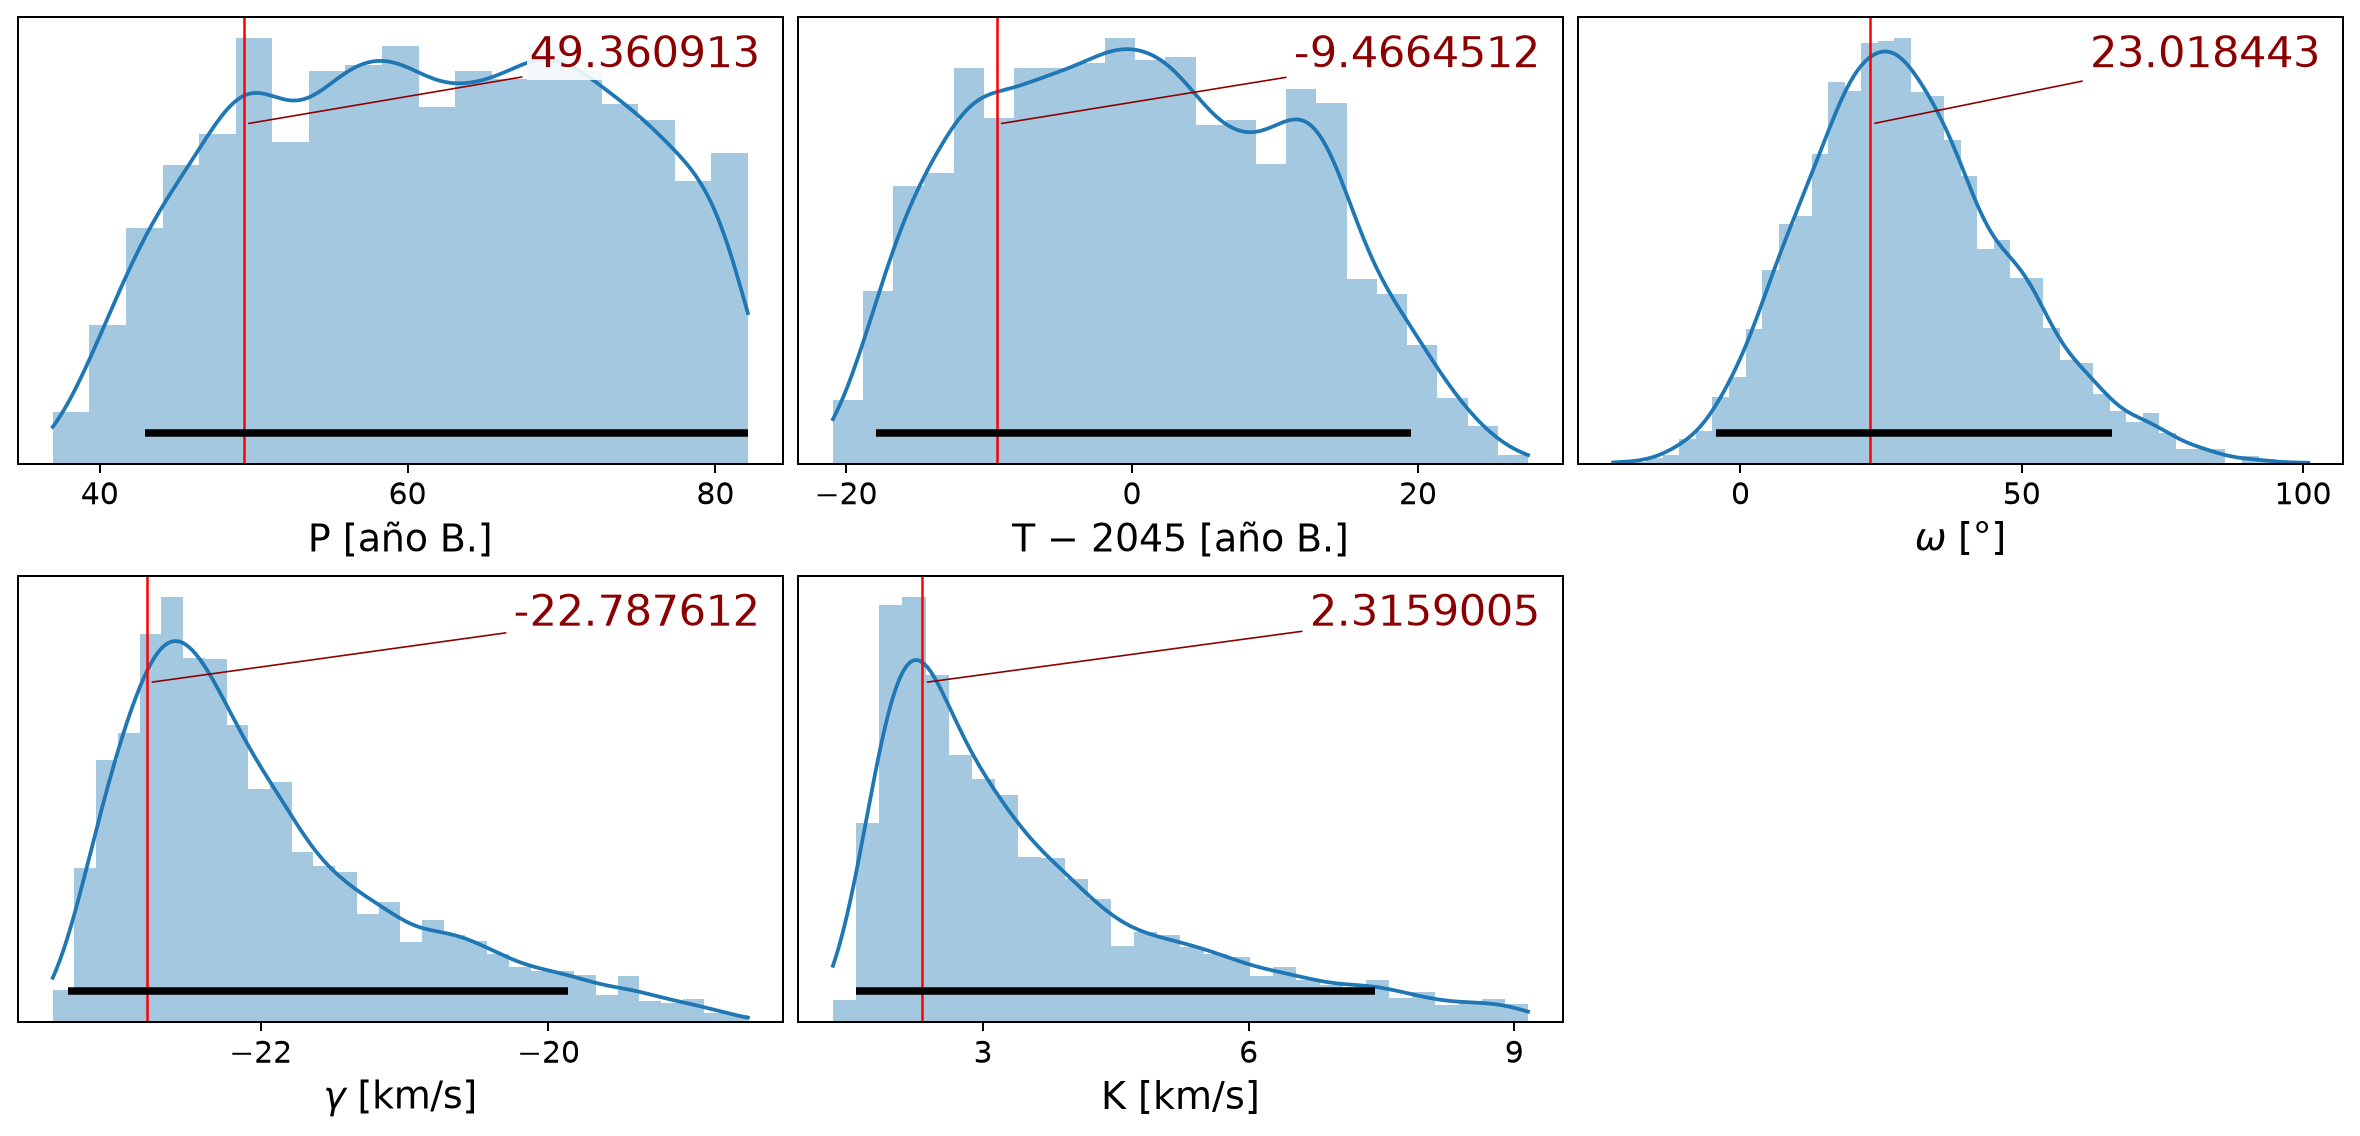 49.360913
40 60 80
P [año B.]
-9.4664512
−20 0 20
T − 2045 [año B.]
23.018443
0 50 100
ω [°]
-22.787612
−22 −20
γ [km/s]
2.3159005
3 6 9
K [km/s]